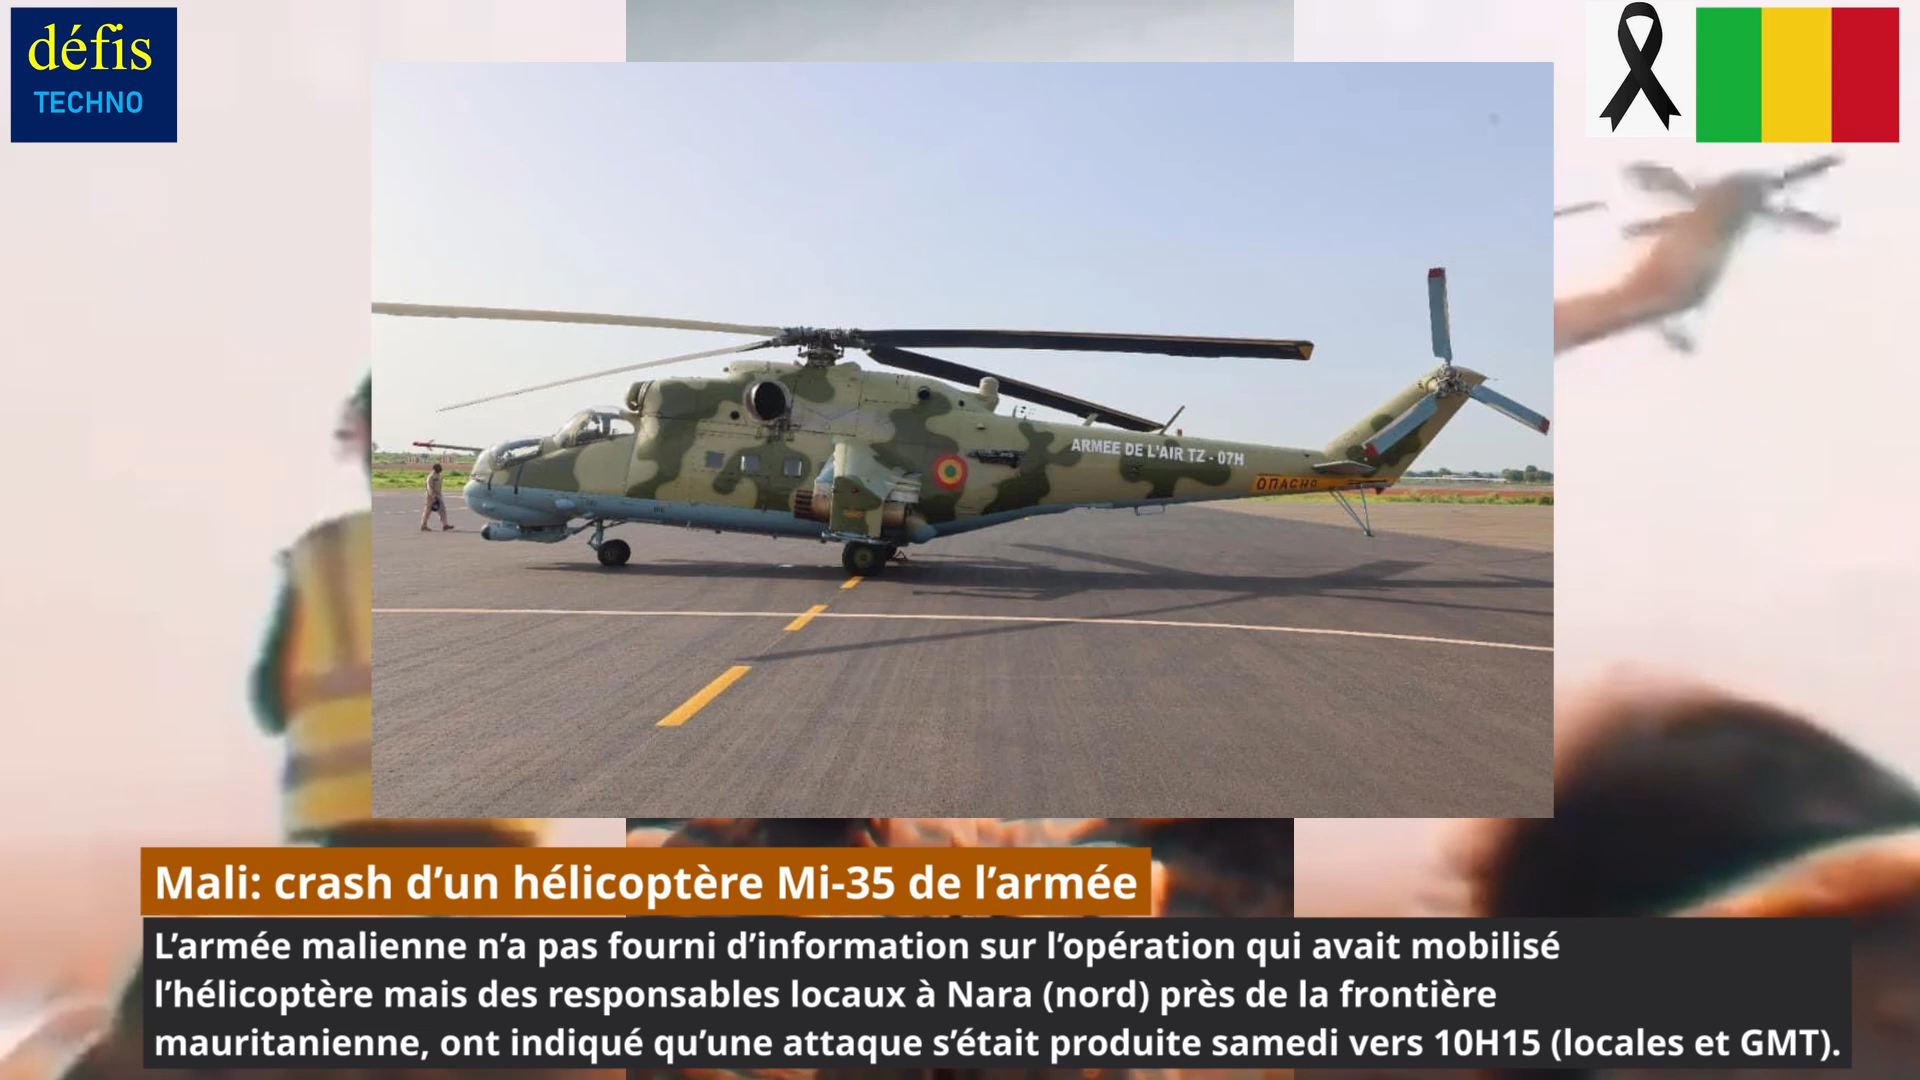 défis
TECHNO
ARMEE DE L'AIR TZ - 07H
ОПАСНО
Mali: crash d’un hélicoptère Mi-35 de l’armée
L’armée malienne n’a pas fourni d’information sur l’opération qui avait mobilisé
l’hélicoptère mais des responsables locaux à Nara (nord) près de la frontière
mauritanienne, ont indiqué qu’une attaque s’était produite samedi vers 10H15 (locales et GMT).